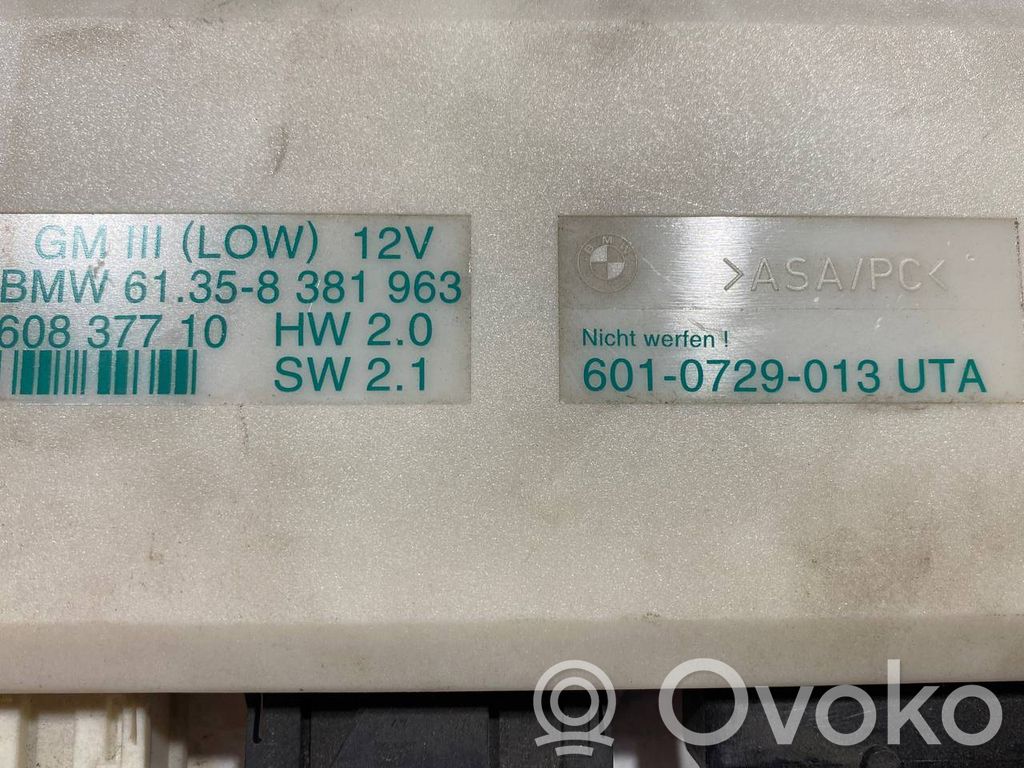 GM III (LOW) 12V
BMW 61.35-8 381 963
608 377 10 HW 2.0
SW 2.1
BMW
>ASA/PC<
Nicht werfen !
601-0729-013 UTA
Ovoko